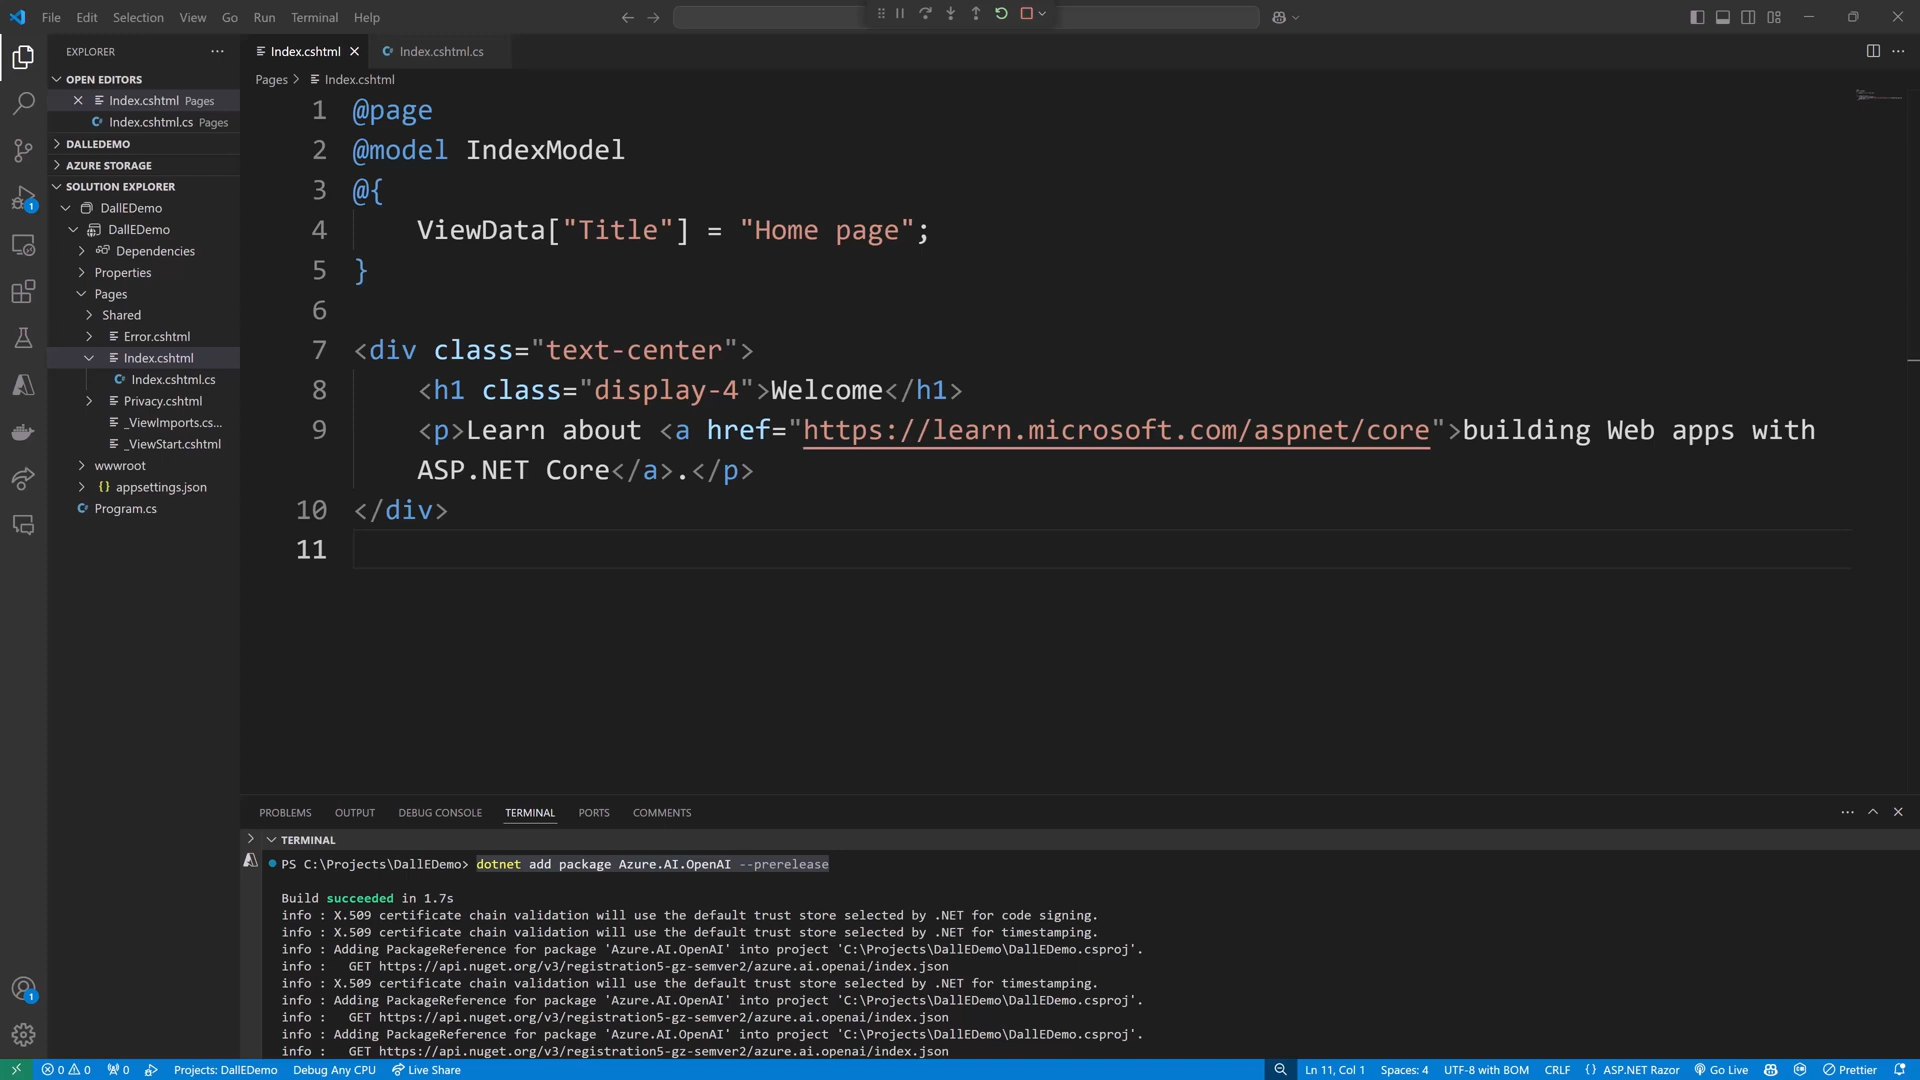 File Edit Selection View Go Run Terminal Help
EXPLORER
OPEN EDITORS
Index.cshtml Pages
Index.cshtml.cs Pages
DALLEDEMO
AZURE STORAGE
SOLUTION EXPLORER
DallEDemo
DallEDemo
Dependencies
Properties
Pages
Shared
Error.cshtml
Index.cshtml
Index.cshtml.cs
Privacy.cshtml
_ViewImports.cs...
_ViewStart.cshtml
wwwroot
{} appsettings.json
Program.cs
1
1
Index.cshtml Index.cshtml.cs
Pages > Index.cshtml
1 @page
2 @model IndexModel
3 @{
4 ViewData["Title"] = "Home page";
5 }
6
7 <div class="text-center">
8 <h1 class="display-4">Welcome</h1>
9 <p>Learn about <a href="https://learn.microsoft.com/aspnet/core">building Web apps with
ASP.NET Core</a>.</p>
10 </div>
11
PROBLEMS OUTPUT DEBUG CONSOLE TERMINAL PORTS COMMENTS
TERMINAL
PS C:\Projects\DallEDemo> dotnet add package Azure.AI.OpenAI --prerelease
Build succeeded in 1.7s
info : X.509 certificate chain validation will use the default trust store selected by .NET for code signing.
info : X.509 certificate chain validation will use the default trust store selected by .NET for timestamping.
info : Adding PackageReference for package 'Azure.AI.OpenAI' into project 'C:\Projects\DallEDemo\DallEDemo.csproj'.
info :   GET https://api.nuget.org/v3/registration5-gz-semver2/azure.ai.openai/index.json
info : X.509 certificate chain validation will use the default trust store selected by .NET for timestamping.
info : Adding PackageReference for package 'Azure.AI.OpenAI' into project 'C:\Projects\DallEDemo\DallEDemo.csproj'.
info :   GET https://api.nuget.org/v3/registration5-gz-semver2/azure.ai.openai/index.json
info : Adding PackageReference for package 'Azure.AI.OpenAI' into project 'C:\Projects\DallEDemo\DallEDemo.csproj'.
info :   GET https://api.nuget.org/v3/registration5-gz-semver2/azure.ai.openai/index.json
0 0 0 Projects: DallEDemo Debug Any CPU Live Share Ln 11, Col 1 Spaces: 4 UTF-8 with BOM CRLF {} ASP.NET Razor Go Live Prettier